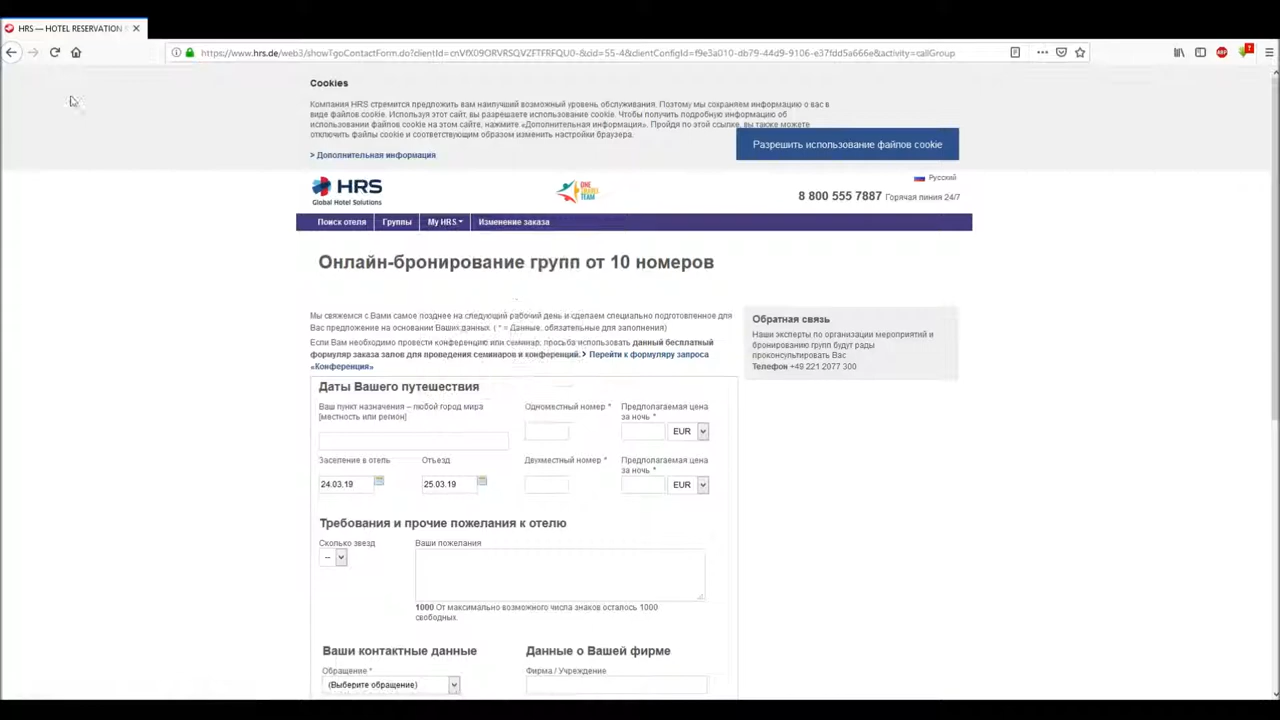 HRS — HOTEL RESERVATION
https://www.hrs.de/web3/showTgoContactForm.do?clientId=cnVfX09ORVRSQVZFTFRFQU0-&cid=55-4&clientConfigId=f9e3a010-db79-44d9-9106-e37fdd5a666e&activity=callGroup
Cookies
Компания HRS стремится предложить вам наилучший возможный уровень обслуживания. Поэтому мы сохраняем информацию о вас в
виде файлов cookie. Используя этот сайт, вы разрешаете использование cookie. Чтобы получить подробную информацию об
использовании файлов cookie на этом сайте, нажмите «Дополнительная информация». Пройдя по этой ссылке, вы также можете
отключить файлы cookie и соответствующим образом изменить настройки браузера.
Разрешить использование файлов cookie
> Дополнительная информация
HRS
Global Hotel Solutions
ONE
TRAVEL
TEAM
Русский
8 800 555 7887 Горячая линия 24/7
Поиск отеля Группы My HRS Изменение заказа
Онлайн-бронирование групп от 10 номеров
Мы свяжемся с Вами самое позднее на следующий рабочий день и сделаем специально подготовленное для
Вас предложение на основании Ваших данных. ( * = Данные, обязательные для заполнения)
Если Вам необходимо провести конференцию или семинар, просьба использовать данный бесплатный
формуляр заказа залов для проведения семинаров и конференций. > Перейти к формуляру запроса
«Конференция»
Обратная связь
Наши эксперты по организации мероприятий и
бронированию групп будут рады
проконсультировать Вас
Телефон +49 221 2077 300
Даты Вашего путешествия
Ваш пункт назначения – любой город мира
[местность или регион]
Одноместный номер *
Предполагаемая цена
за ночь *
EUR
Заселение в отель
Отъезд
Двухместный номер *
Предполагаемая цена
за ночь *
24.03.19
25.03.19
EUR
Требования и прочие пожелания к отелю
Сколько звезд
Ваши пожелания
--
1000 От максимально возможного числа знаков осталось 1000
свободных.
Ваши контактные данные
Данные о Вашей фирме
Обращение *
Фирма / Учреждение
(Выберите обращение)